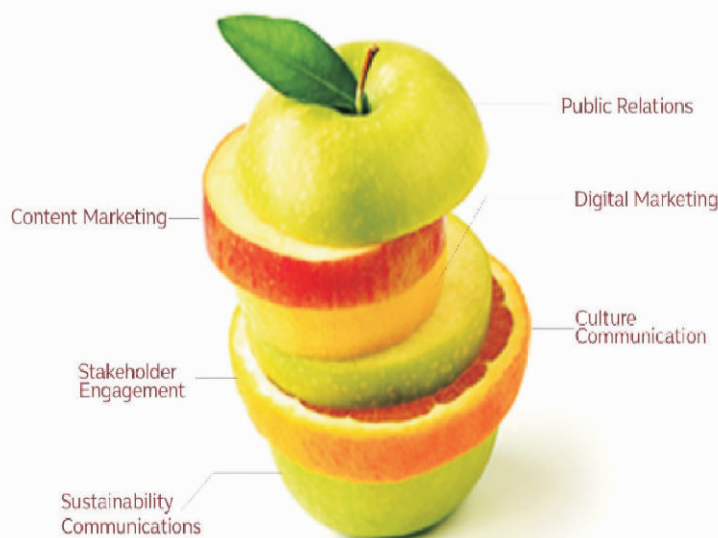 Public Relations
Digital Marketing
Content Marketing
Culture
Communication
Stakeholder
Engagement
Sustainability
Communications